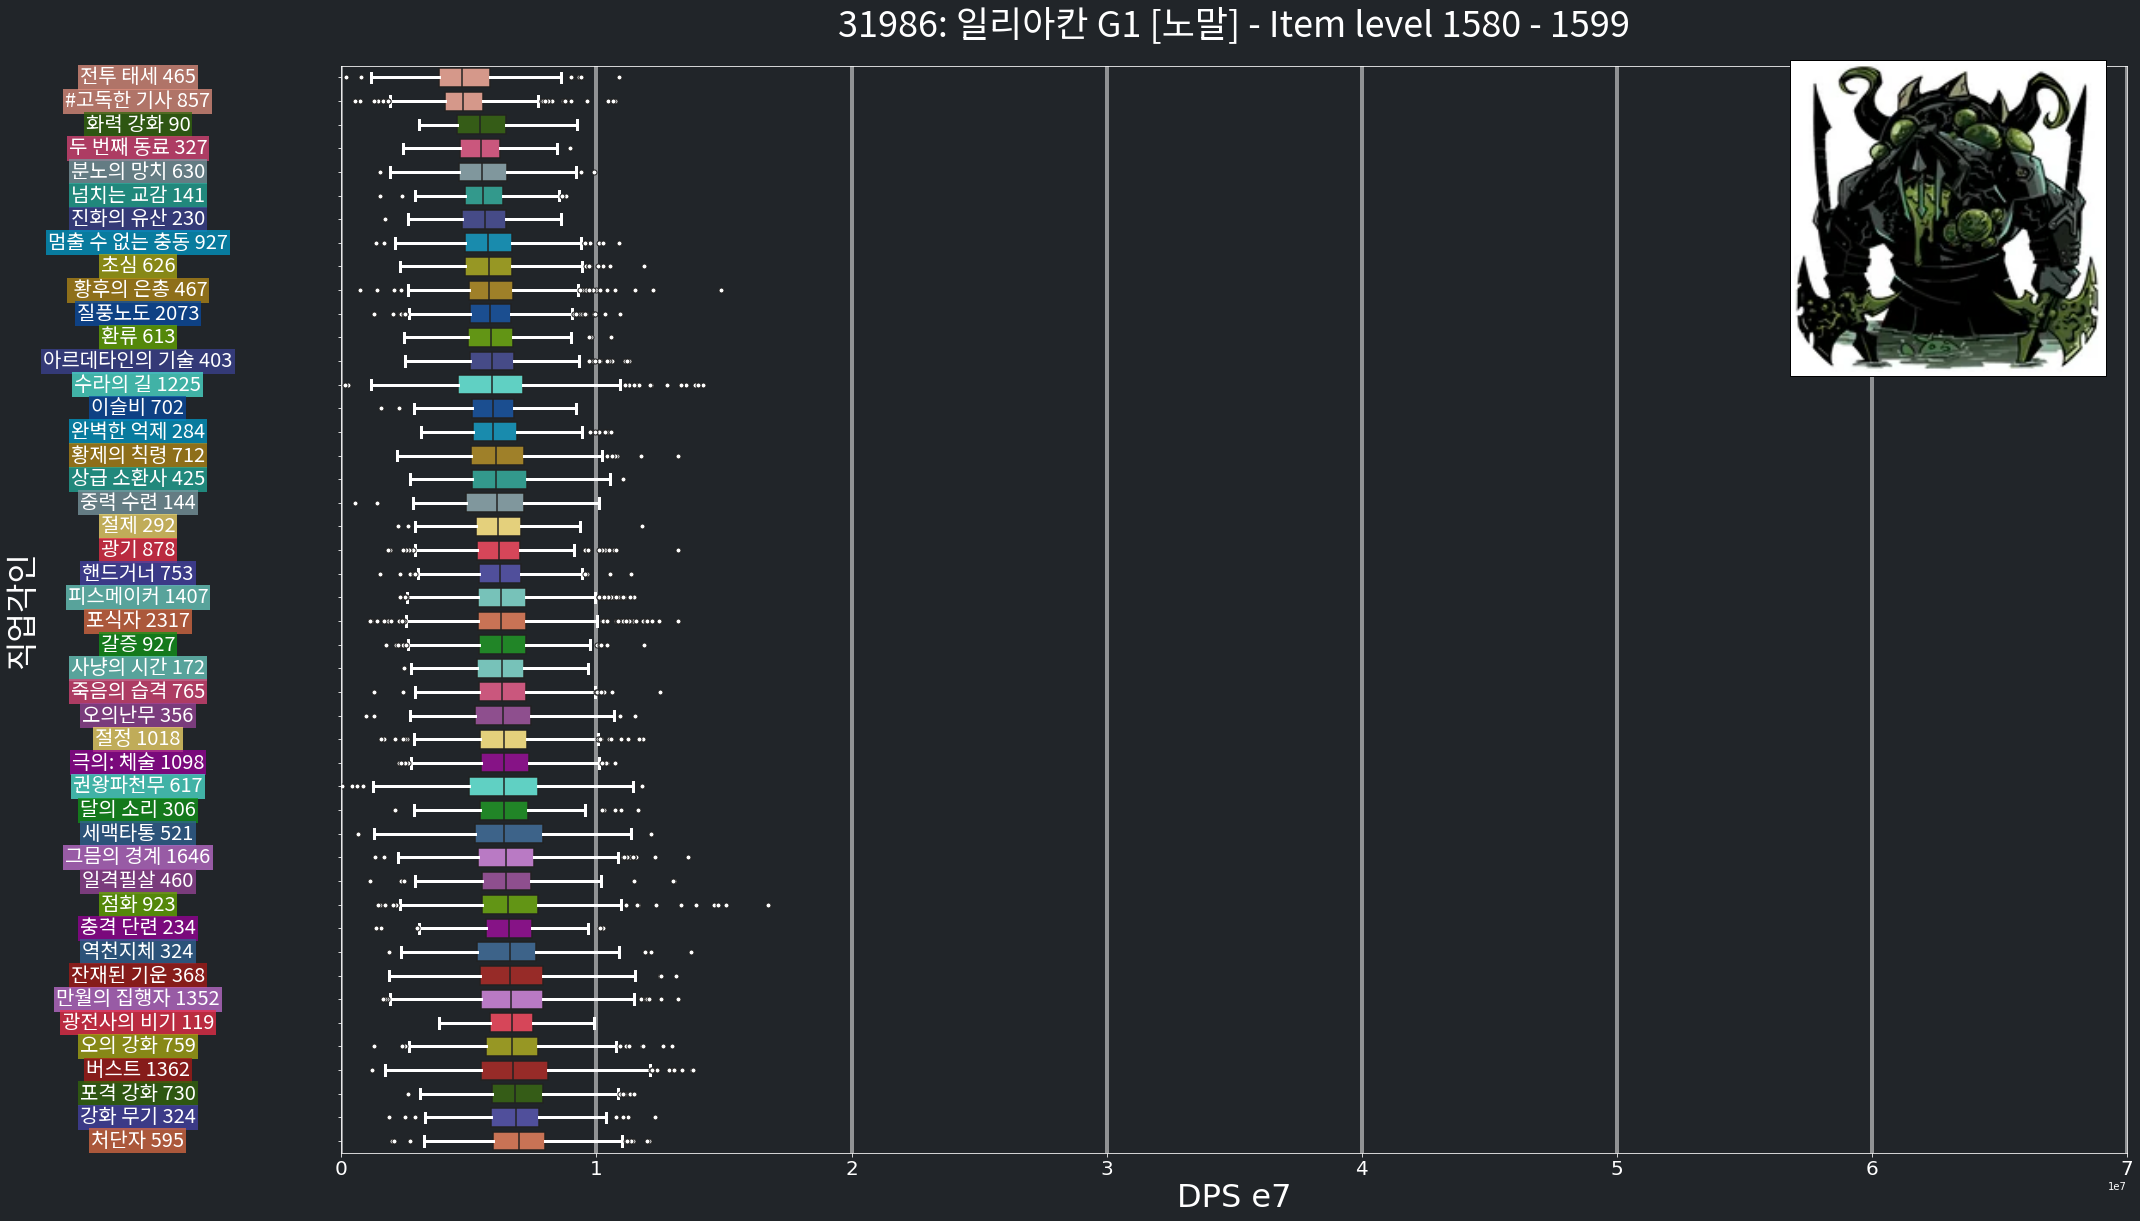 31986: 일리아칸 G1 [노말] - Item level 1580 - 1599
직업각인
전투 태세 465
#고독한 기사 857
화력 강화 90
두 번째 동료 327
분노의 망치 630
넘치는 교감 141
진화의 유산 230
멈출 수 없는 충동 927
초심 626
황후의 은총 467
질풍노도 2073
환류 613
아르데타인의 기술 403
수라의 길 1225
이슬비 702
완벽한 억제 284
황제의 칙령 712
상급 소환사 425
중력 수련 144
절제 292
광기 878
핸드거너 753
피스메이커 1407
포식자 2317
갈증 927
사냥의 시간 172
죽음의 습격 765
오의난무 356
절정 1018
극의: 체술 1098
권왕파천무 617
달의 소리 306
세맥타통 521
그믐의 경계 1646
일격필살 460
점화 923
충격 단련 234
역천지체 324
잔재된 기운 368
만월의 집행자 1352
광전사의 비기 119
오의 강화 759
버스트 1362
포격 강화 730
강화 무기 324
처단자 595
0 1 2 3 4 5 6 7
1e7
DPS e7